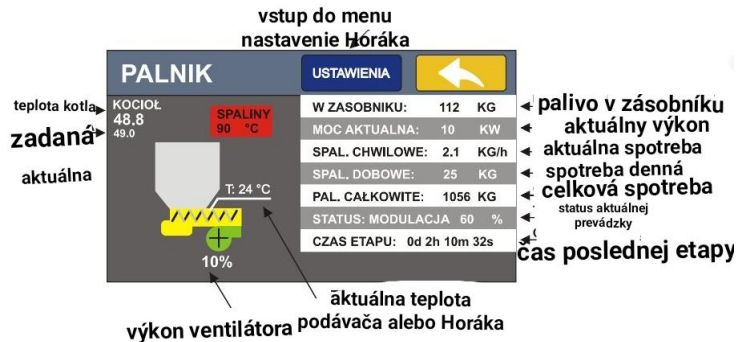 vstup do menu
nastavenie Horáka
PALNIK
USTAWIENIA
teplota kotla
KOCIOŁ
48.8
49.0
zadaná
aktuálna
SPALINY
90 °C
T: 24 °C
10%
W ZASOBNIKU: 112 KG
palivo v zásobníku
MOC AKTUALNA: 10 KW
aktuálny výkon
SPAL. CHWILOWE: 2.1 KG/h
aktuálna spotreba
SPAL. DOBOWE: 25 KG
spotreba denná
PAL. CAŁKOWITE: 1056 KG
celková spotreba
STATUS: MODULACJA 60 %
status aktuálnej
prevádzky
CZAS ETAPU: 0d 2h 10m 32s
čas poslednej etapy
aktuálna teplota
podávača alebo Horáka
výkon ventilátora